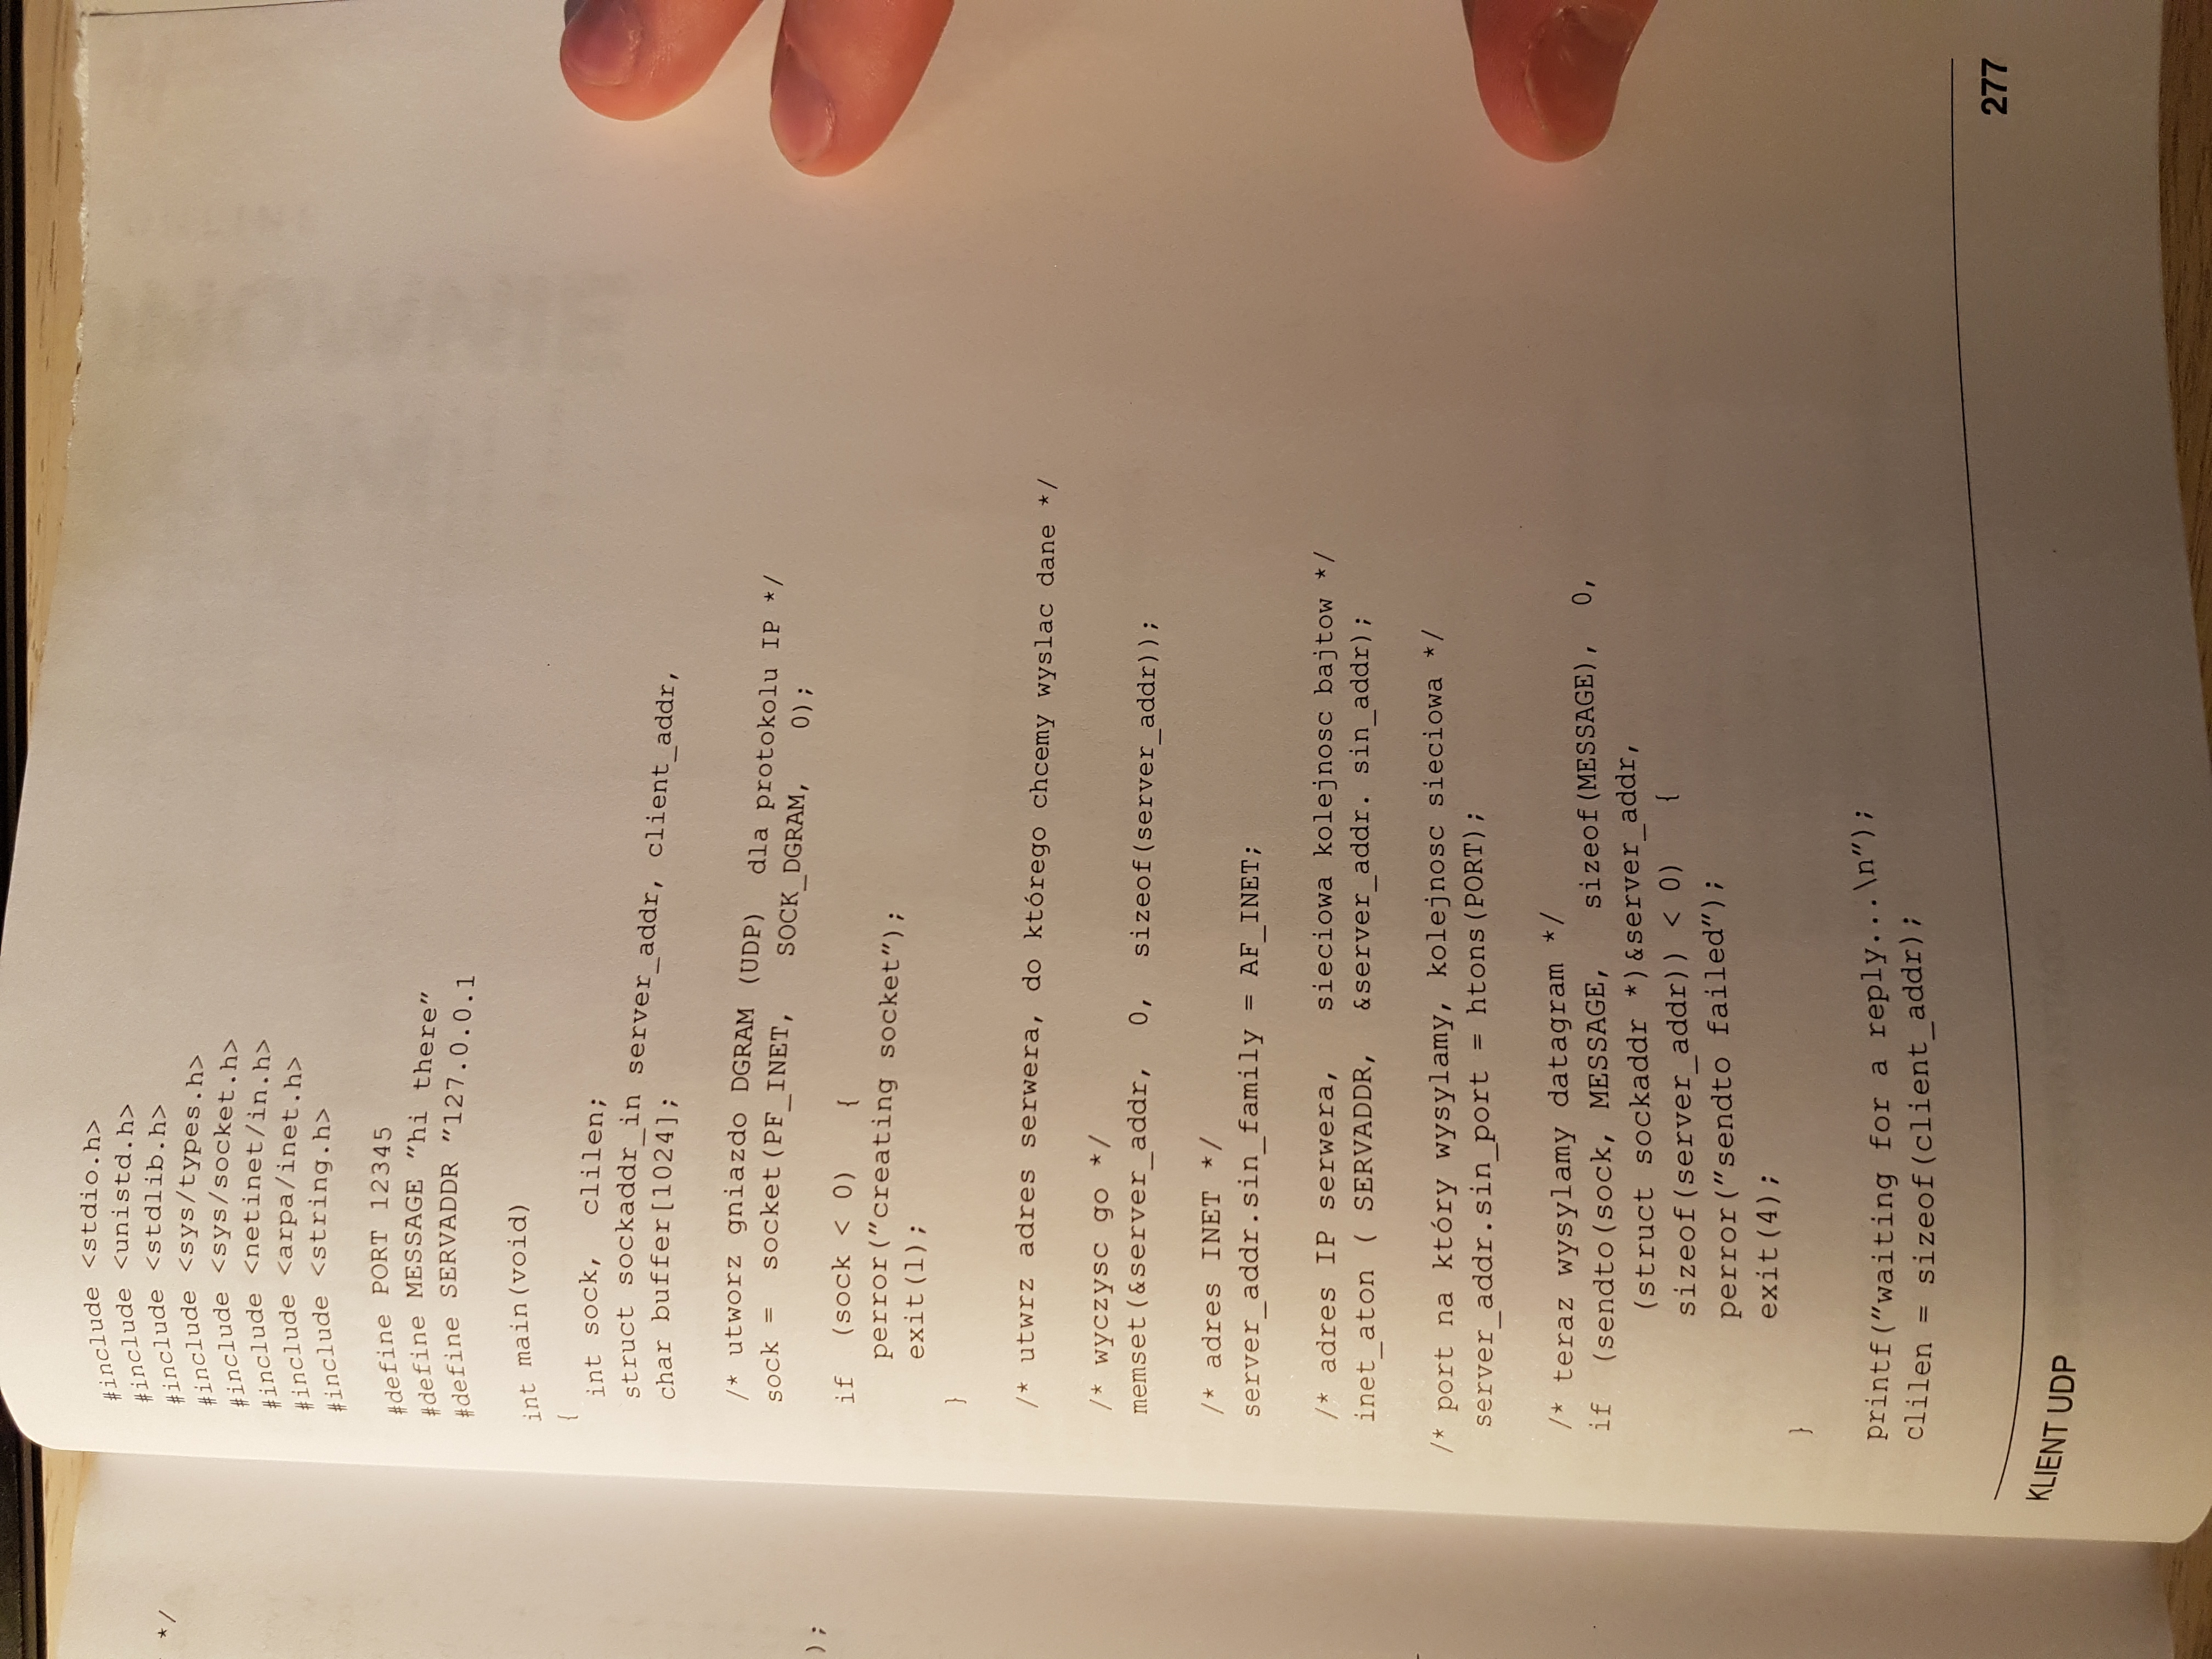 */
);
#include <stdio.h>
#include <unistd.h>
#include <stdlib.h>
#include <sys/types.h>
#include <sys/socket.h>
#include <netinet/in.h>
#include <arpa/inet.h>
#include <string.h>
#define PORT 12345
#define MESSAGE "hi there"
#define SERVADDR "127.0.0.1
int main(void)
{
int sock, clilen;
struct sockaddr_in server_addr, client_addr,
char buffer[1024];
/* utworz gniazdo DGRAM (UDP) dla protokolu IP */
sock = socket(PF_INET, SOCK_DGRAM, 0);
if (sock < 0) {
perror("creating socket");
exit(1);
}
/* utwrz adres serwera, do którego chcemy wyslac dane */
/* wyczysc go */
memset(&server_addr, 0, sizeof(server_addr));
/* adres INET */
server_addr.sin_family = AF_INET;
/* adres IP serwera, sieciowa kolejnosc bajtow */
inet_aton ( SERVADDR, &server_addr. sin_addr);
/* port na który wysylamy, kolejnosc sieciowa */
server_addr.sin_port = htons(PORT);
/* teraz wysylamy datagram */
if (sendto(sock, MESSAGE, sizeof(MESSAGE), 0,
(struct sockaddr *)&server_addr,
sizeof(server_addr)) < 0) {
perror("sendto failed");
exit(4);
}
printf("waiting for a reply...\n");
clilen = sizeof(client_addr);
277
KLIENT UDP